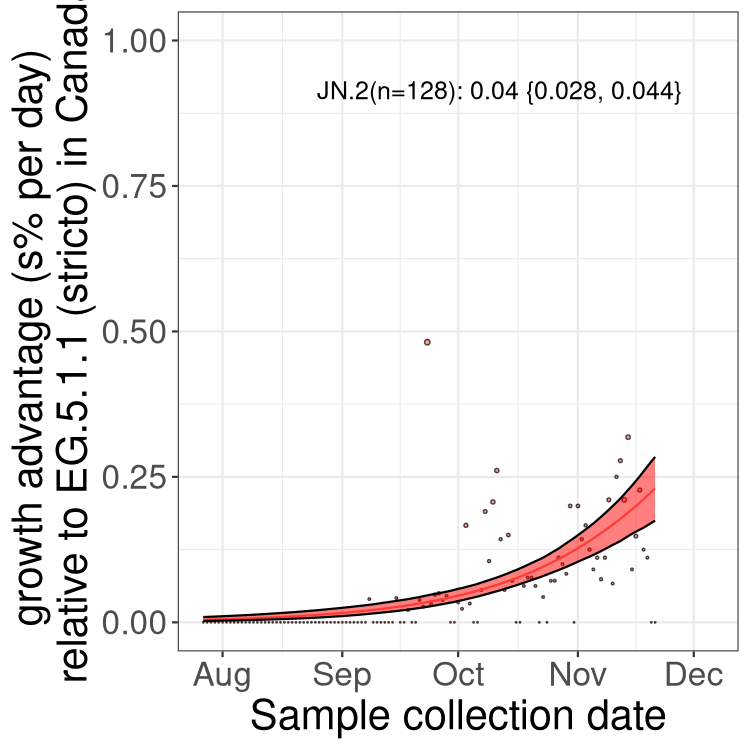 growth advantage (s% per day)
relative to EG.5.1.1 (stricto) in Canada
1.00
0.75
0.50
0.25
0.00
JN.2(n=128): 0.04 {0.028, 0.044}
Aug Sep Oct Nov Dec
Sample collection date